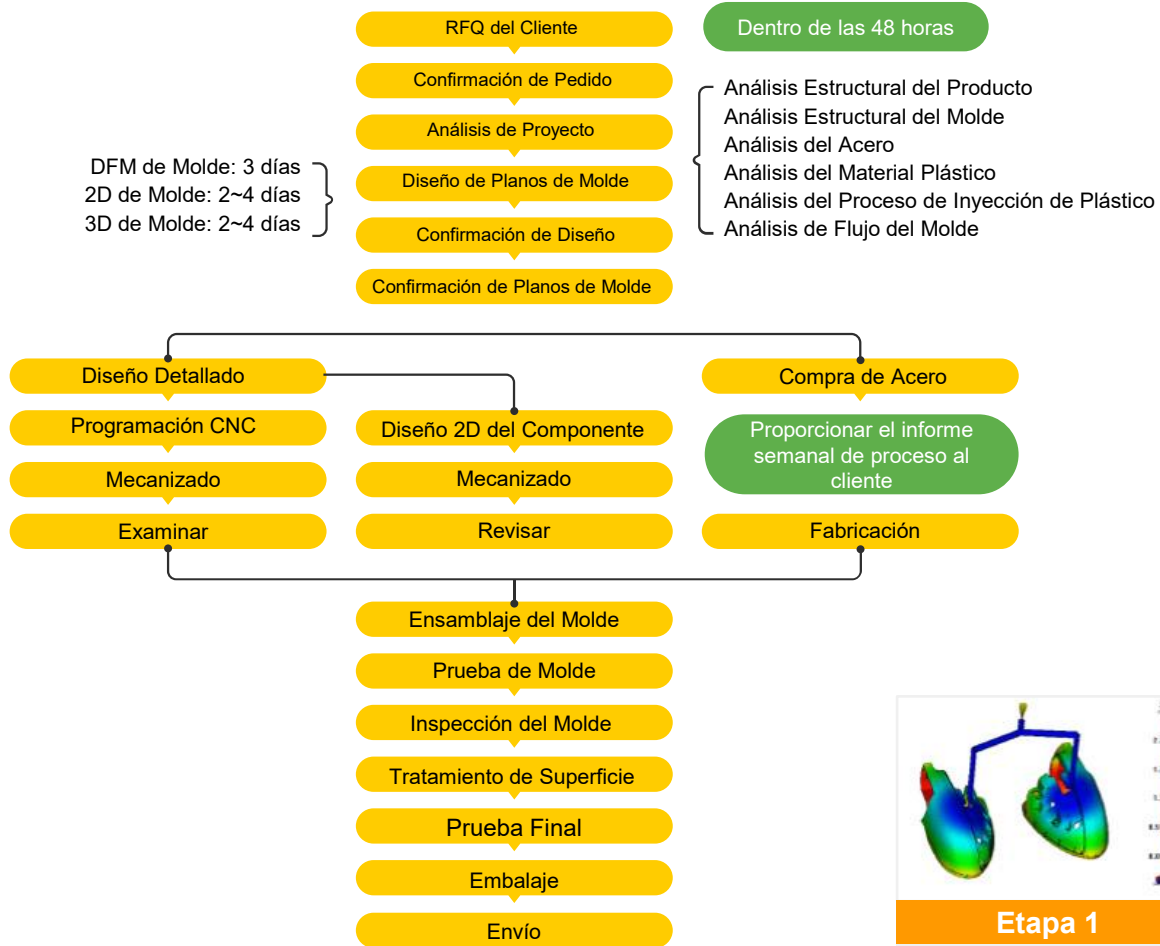 RFQ del Cliente
Dentro de las 48 horas
Confirmación de Pedido
Análisis de Proyecto
Diseño de Planos de Molde
Confirmación de Diseño
Confirmación de Planos de Molde
DFM de Molde: 3 días
2D de Molde: 2~4 días
3D de Molde: 2~4 días
Análisis Estructural del Producto
Análisis Estructural del Molde
Análisis del Acero
Análisis del Material Plástico
Análisis del Proceso de Inyección de Plástico
Análisis de Flujo del Molde
Diseño Detallado
Programación CNC
Mecanizado
Examinar
Diseño 2D del Componente
Mecanizado
Revisar
Compra de Acero
Proporcionar el informe
semanal de proceso al
cliente
Fabricación
Ensamblaje del Molde
Prueba de Molde
Inspección del Molde
Tratamiento de Superficie
Prueba Final
Embalaje
Envío
Etapa 1